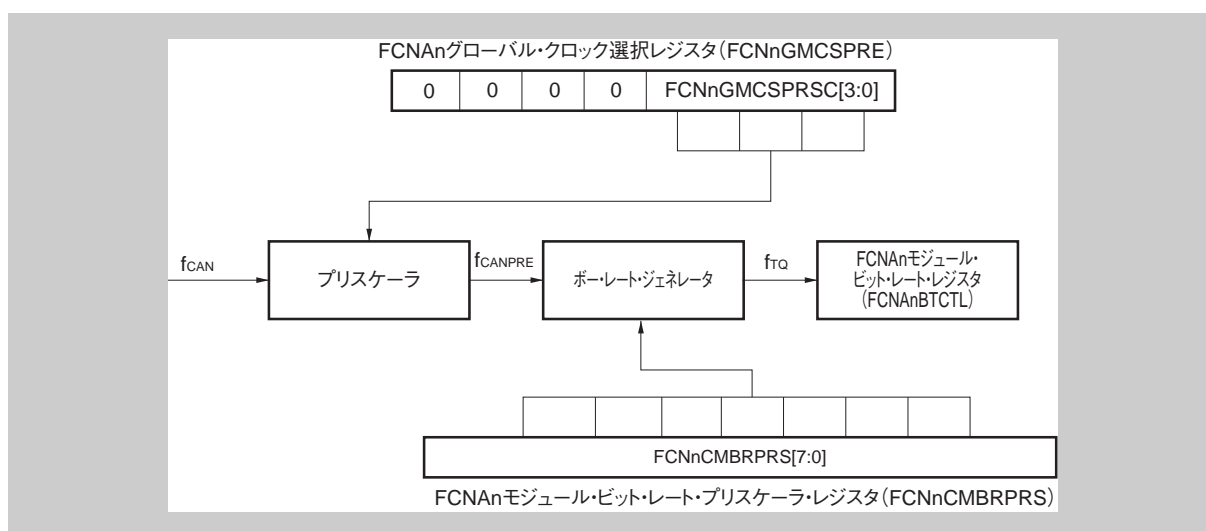 FCNAnグローバル・クロック選択レジスタ(FCNnGMCSPRE)
0 0 0 0 FCNnGMCSPRSC[3:0]
fCAN
プリスケーラ
fCANPRE
ボー・レート・ジェネレータ
fTQ
FCNAnモジュール・
ビット・レート・レジスタ
(FCNAnBTCTL)
FCNnCMBRPRS[7:0]
FCNAnモジュール・ビット・レート・プリスケーラ・レジスタ(FCNnCMBRPRS)